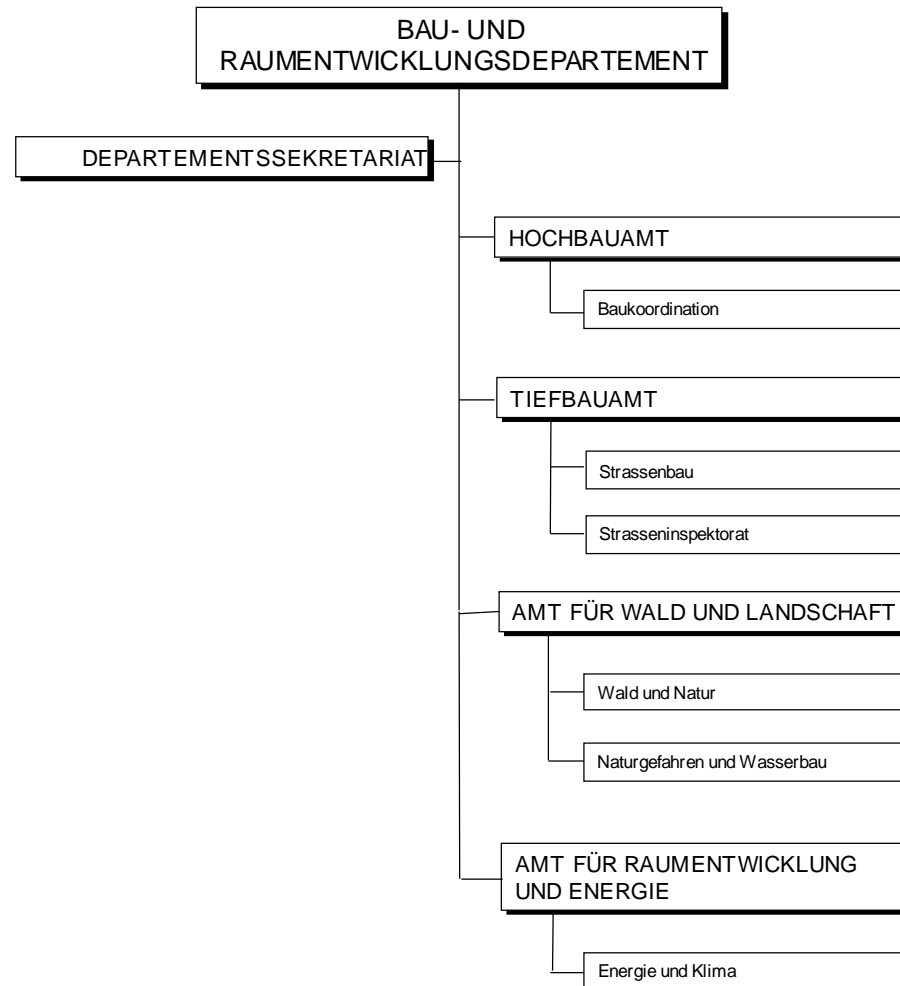 BAU- UND
RAUMENTWICKLUNGSDEPARTEMENT
DEPARTEMENTSSEKRETARIAT
HOCHBAUAMT
Baukoordination
TIEFBAUAMT
Strassenbau
Strasseninspektorat
AMT FÜR WALD UND LANDSCHAFT
Wald und Natur
Naturgefahren und Wasserbau
AMT FÜR RAUMENTWICKLUNG
UND ENERGIE
Energie und Klima